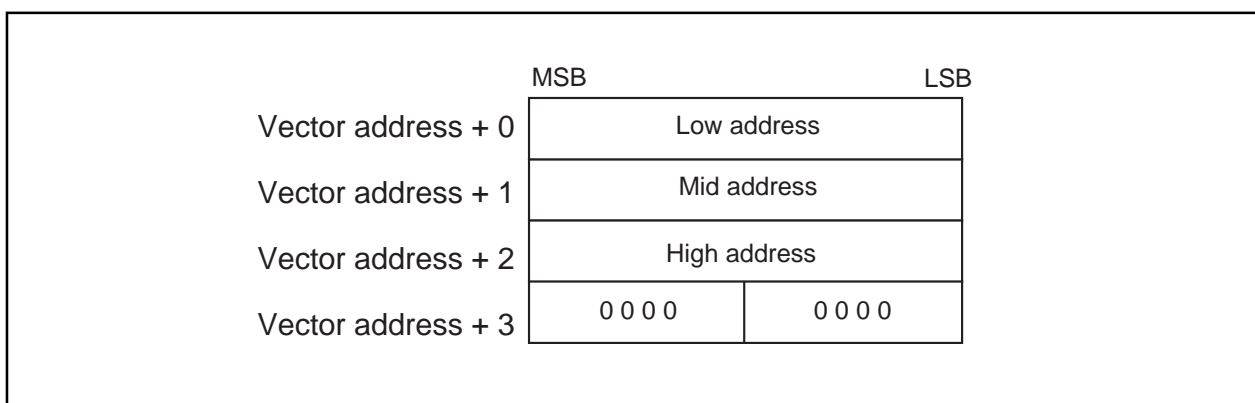 MSB LSB
Vector address + 0 Low address
Vector address + 1 Mid address
Vector address + 2 High address
Vector address + 3 0 0 0 0 0 0 0 0